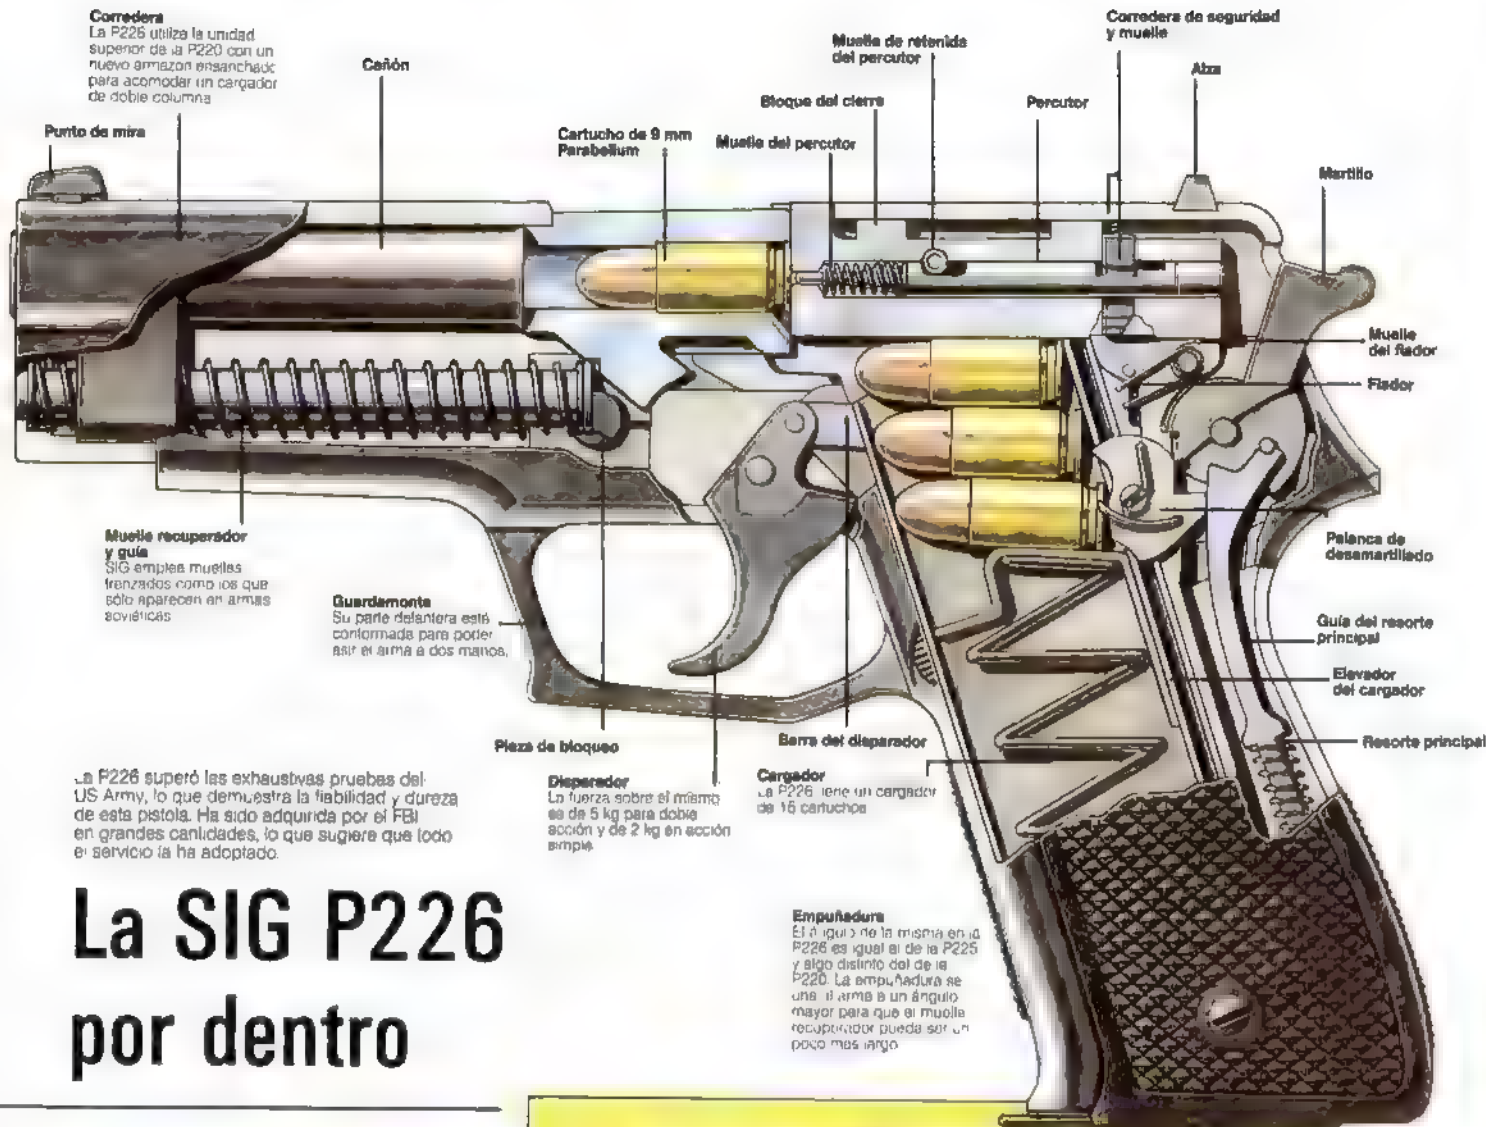 Corredera
La P226 utiliza la unidad
superior de la P220 con un
nuevo armazón ensanchado
para acomodar un cargador
de doble columna
Punto de mira
Cañón
Cartucho de 9 mm
Parabellum
Muelle del percutor
Bloque del cierre
Muelle de retenida
del percutor
Percutor
Corredera de seguridad
y muelle
Alza
Martillo
Muelle
del fiador
Fiador
Palanca de
desamartillado
Guía del resorte
principal
Elevador
del cargador
Resorte principal
Muelle recuperador
y guía
SIG emplea muelles
trenzados como los que
sólo aparecen en armas
soviéticas
Guardamonte
Su parte delantera está
conformada para poder
asir el arma a dos manos.
Pieza de bloqueo
Disparador
La fuerza sobre el mismo
es de 5 kg para doble
acción y de 2 kg en acción
simple
Barra del disparador
Cargador
La P226 tiene un cargador
de 15 cartuchos
La P226 superó las exhaustivas pruebas del
US Army, lo que demuestra la fiabilidad y dureza
de esta pistola. Ha sido adquirida por el FBI
en grandes cantidades, lo que sugiere que todo
el servicio la ha adoptado.
La SIG P226
por dentro
Empuñadura
El ángulo de la misma en la
P226 es igual al de la P225
y algo distinto del de la
P220. La empuñadura se
une al arma a un ángulo
mayor para que el muelle
recuperador pueda ser un
poco más largo